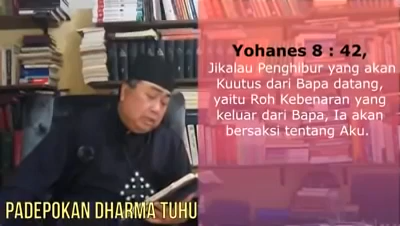 Yohanes 8 : 42,
Jikalau Penghibur yang akan
Kuutus dari Bapa datang,
yaitu Roh Kebenaran yang
keluar dari Bapa, Ia akan
bersaksi tentang Aku.
PADEPOKAN DHARMA TUHU